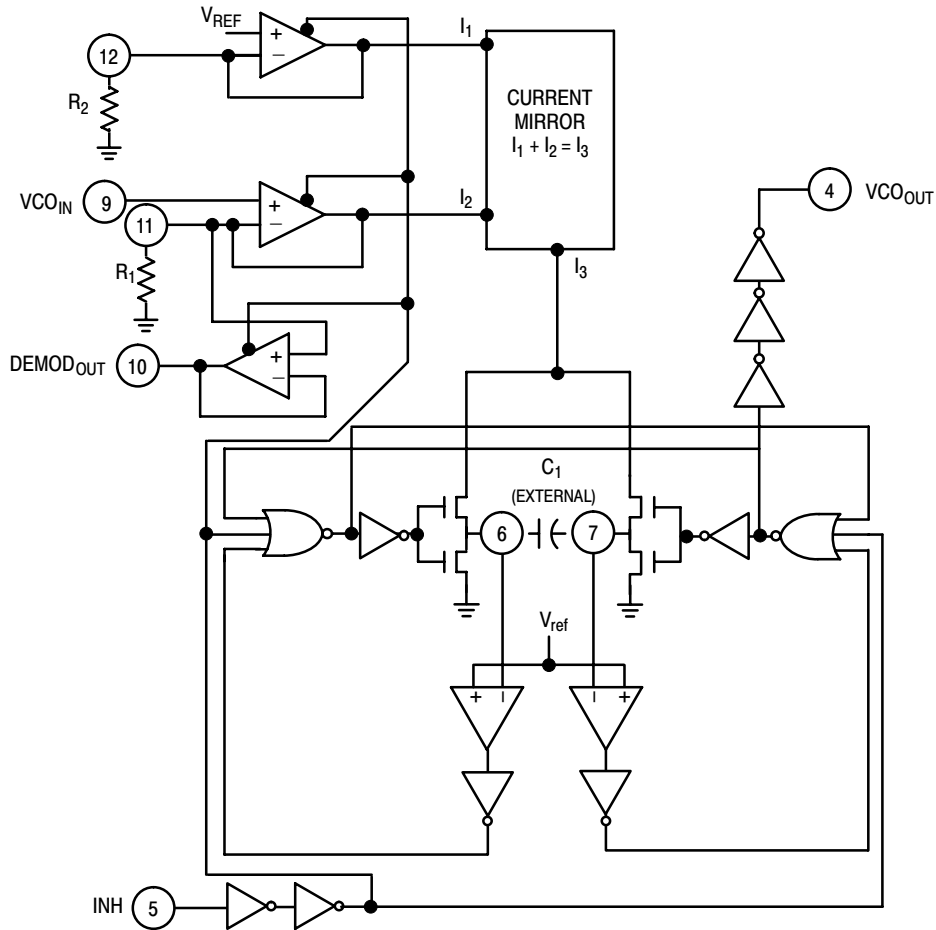 V_REF
+
−
12
R_2
I_1
CURRENT
MIRROR
I_1 + I_2 = I_3
VCO_IN
9
11
+
−
R_1
I_2
I_3
4
VCO_OUT
DEMOD_OUT
10
+
−
C_1
(EXTERNAL)
6
7
V_ref
+
−
−
+
INH
5